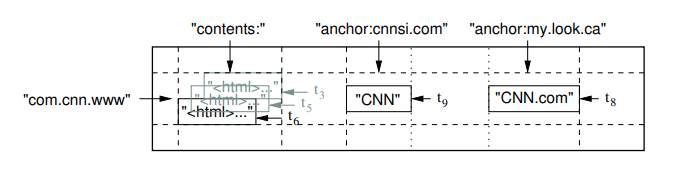 "contents:" "anchor:cnnsi.com" "anchor:my.look.ca"
"<html>..." t3
"<html>..." t5
"com.cnn.www" "<html>..." t6 "CNN" t9 "CNN.com" t8